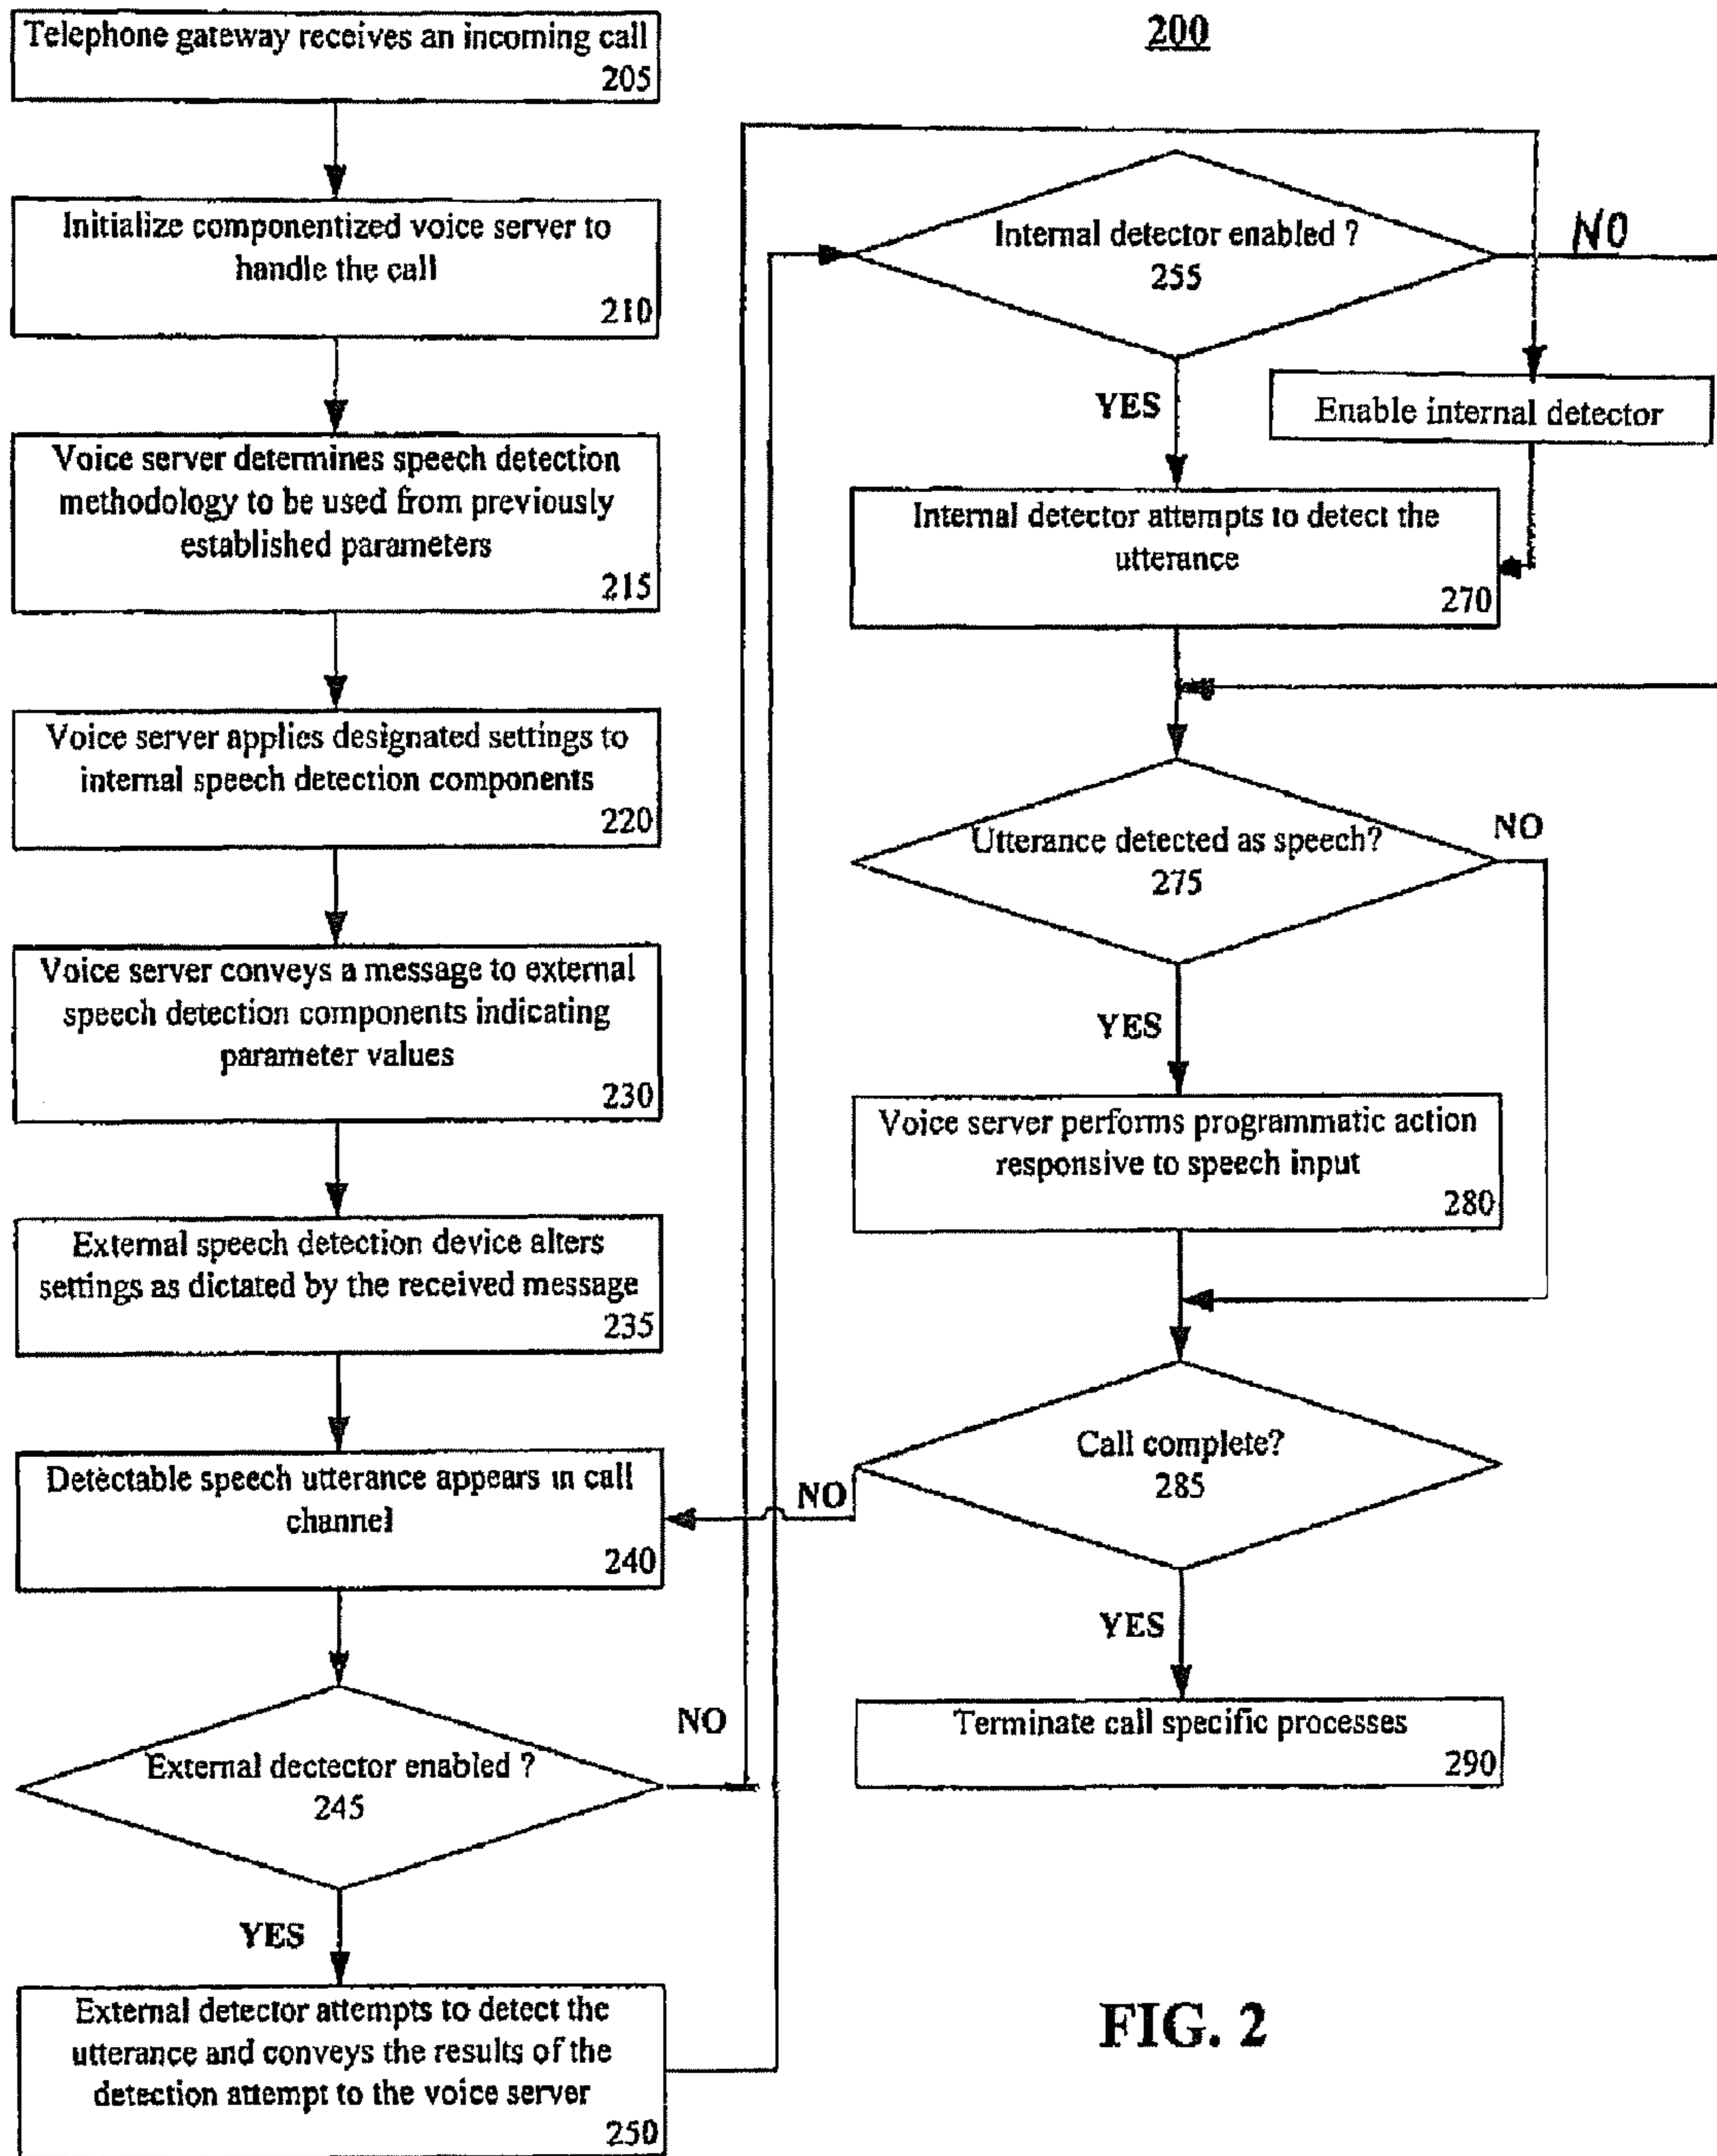 200
Telephone gateway receives an incoming call
205
Initialize componentized voice server to
handle the call
210
Voice server determines speech detection
methodology to be used from previously
established parameters
215
Voice server applies designated settings to
internal speech detection components
220
Voice server conveys a message to external
speech detection components indicating
parameter values
230
External speech detection device alters
settings as dictated by the received message
235
Detectable speech utterance appears in call
channel
240
External dectector enabled ?
245
NO
YES
External detector attempts to detect the
utterance and conveys the results of the
detection attempt to the voice server
250
Internal detector enabled ?
255
NO
YES
Enable internal detector
Internal detector attempts to detect the
utterance
270
Utterance detected as speech?
275
NO
YES
Voice server performs programmatic action
responsive to speech input
280
Call complete?
285
NO
YES
Terminate call specific processes
290
FIG. 2